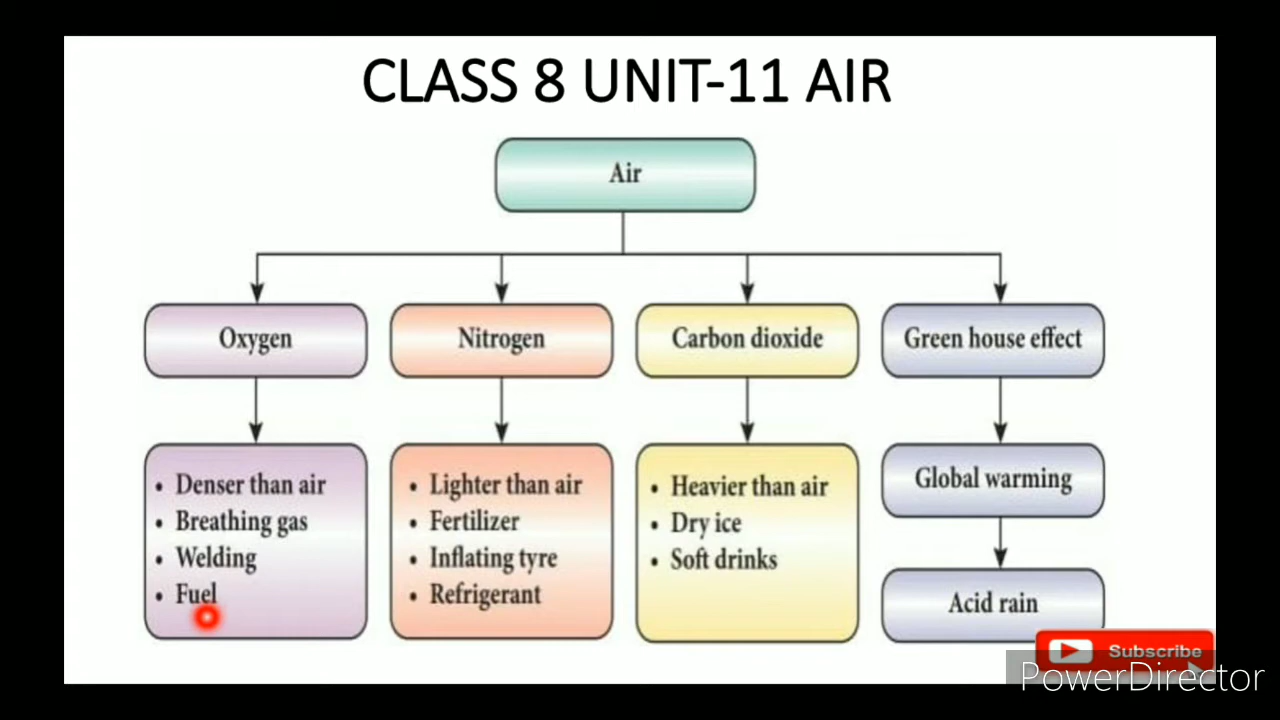 CLASS 8 UNIT-11 AIR
Air
Oxygen
Nitrogen
Carbon dioxide
Green house effect
• Denser than air
• Breathing gas
• Welding
• Fuel
• Lighter than air
• Fertilizer
• Inflating tyre
• Refrigerant
• Heavier than air
• Dry ice
• Soft drinks
Global warming
Acid rain
Subscribe
PowerDirector